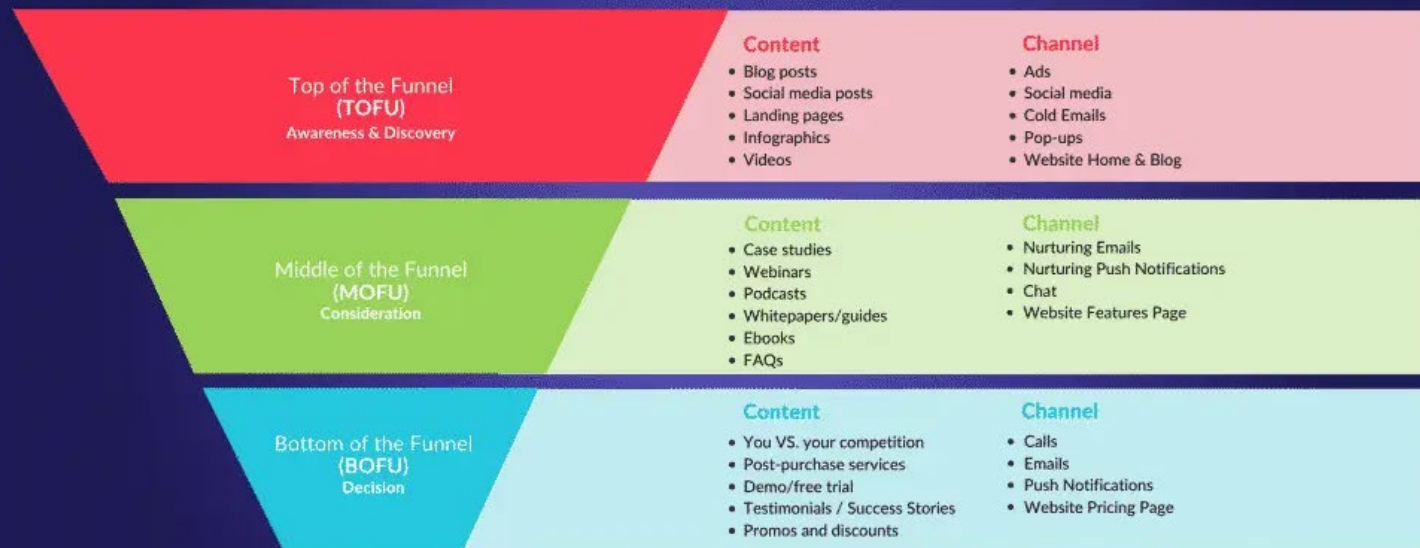 Top of the Funnel
(TOFU)
Awareness & Discovery
Content
• Blog posts
• Social media posts
• Landing pages
• Infographics
• Videos
Channel
• Ads
• Social media
• Cold Emails
• Pop-ups
• Website Home & Blog
Middle of the Funnel
(MOFU)
Consideration
Content
• Case studies
• Webinars
• Podcasts
• Whitepapers/guides
• Ebooks
• FAQs
Channel
• Nurturing Emails
• Nurturing Push Notifications
• Chat
• Website Features Page
Bottom of the Funnel
(BOFU)
Decision
Content
• You VS. your competition
• Post-purchase services
• Demo/free trial
• Testimonials / Success Stories
• Promos and discounts
Channel
• Calls
• Emails
• Push Notifications
• Website Pricing Page